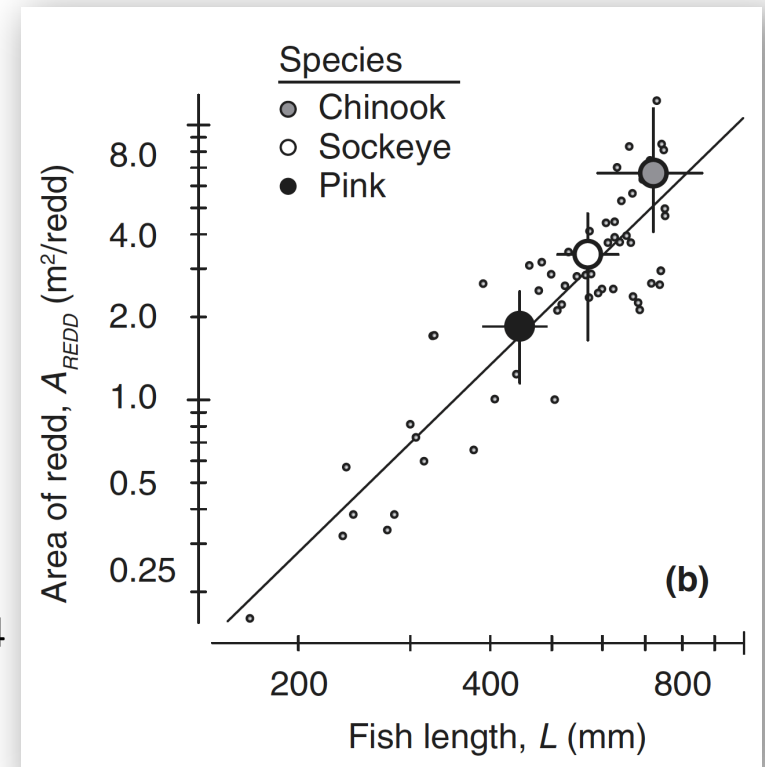 Species
Chinook
Sockeye
Pink
8.0
4.0
2.0
1.0
0.5
0.25
Area of redd, A_REDD (m²/redd)
(b)
200 400 800
Fish length, L (mm)